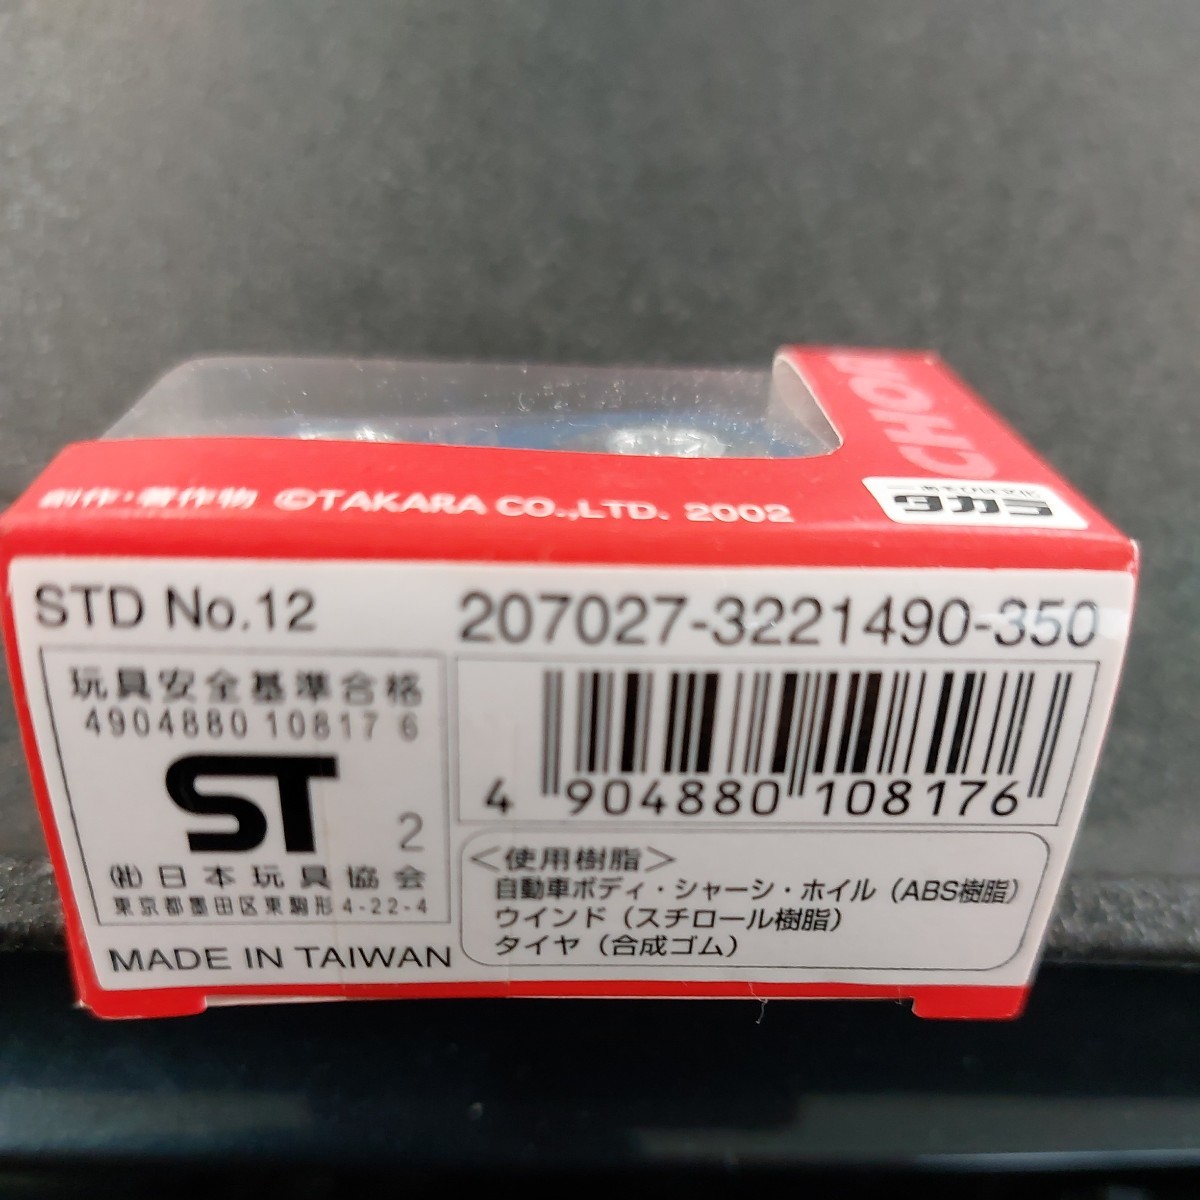 CHO
創作・著作物 ©TAKARA CO.,LTD. 2002
タカラ
STD No.12
207027-3221490-350
玩具安全基準合格
4904880 10817 6
ST
2
㈳日本玩具協会
東京都墨田区東駒形4-22-4
MADE IN TAIWAN
4 904880 108176
＜使用樹脂＞
自動車ボディ・シャーシ・ホイル（ABS樹脂）
ウインド（スチロール樹脂）
タイヤ（合成ゴム）